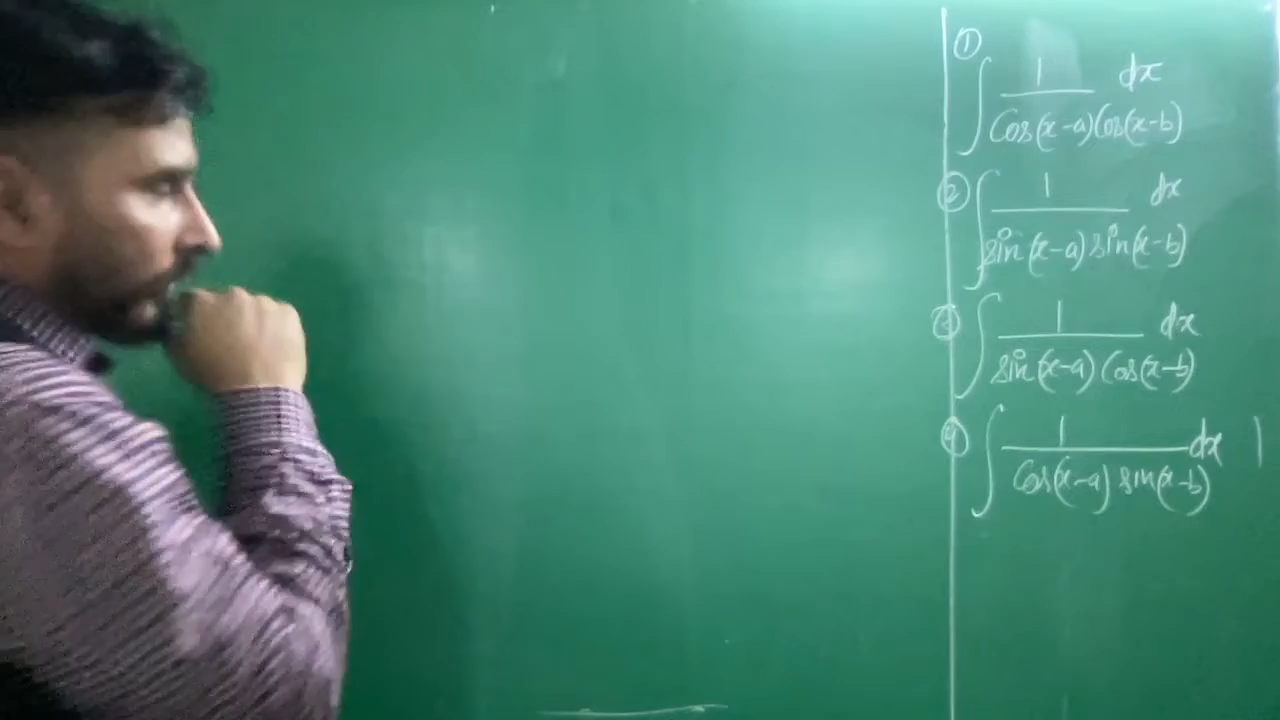 ①
∫ 1 / Cos(x-a)Cos(x-b) dx
②
∫ 1 / sin(x-a)sin(x-b) dx
③
∫ 1 / sin(x-a)Cos(x-b) dx
④
∫ 1 / Cos(x-a) sin(x-b) dx |